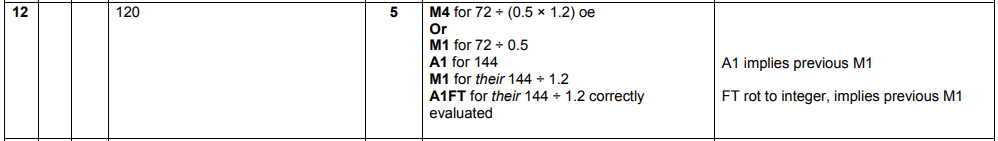 12 120 5 M4 for 72 ÷ (0.5 × 1.2) oe
Or
M1 for 72 ÷ 0.5
A1 for 144 A1 implies previous M1
M1 for their 144 ÷ 1.2
A1FT for their 144 ÷ 1.2 correctly FT rot to integer, implies previous M1
evaluated